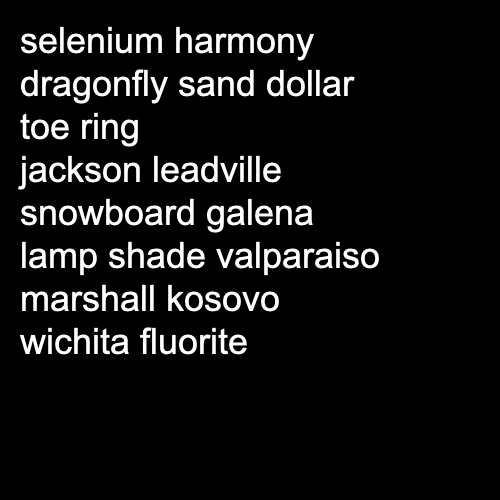 selenium harmony
dragonfly sand dollar
toe ring
jackson leadville
snowboard galena
lamp shade valparaiso
marshall kosovo
wichita fluorite